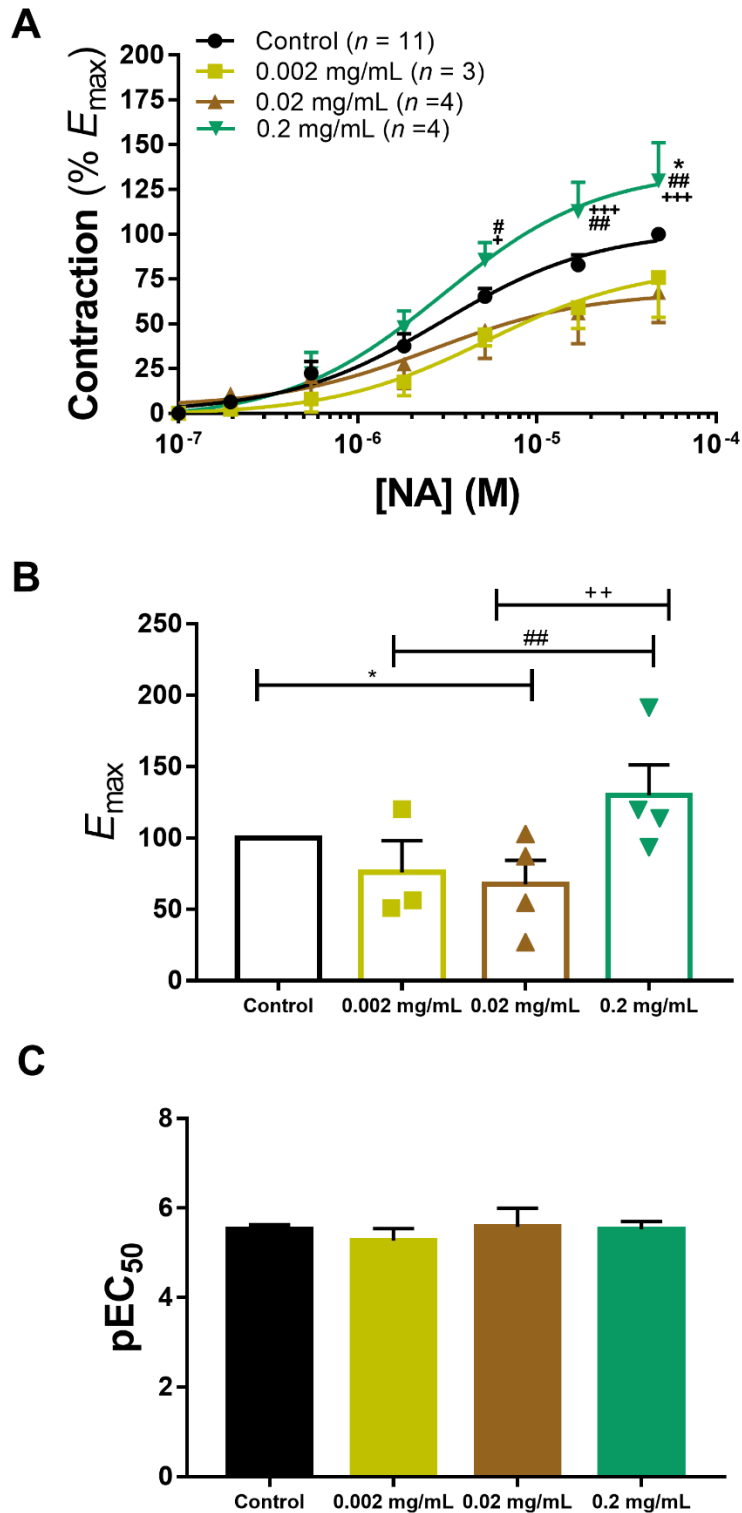 A
Control (n = 11)
0.002 mg/mL (n = 3)
0.02 mg/mL (n =4)
0.2 mg/mL (n =4)
Contraction (% Emax)
200
175
150
125
100
75
50
25
0
*
##
+++
+++
##
#
+
10-7
10-6
10-5
10-4
[NA] (M)
B
Emax
250
200
150
100
50
0
++
##
*
Control
0.002 mg/mL
0.02 mg/mL
0.2 mg/mL
C
pEC50
8
6
4
2
0
Control
0.002 mg/mL
0.02 mg/mL
0.2 mg/mL